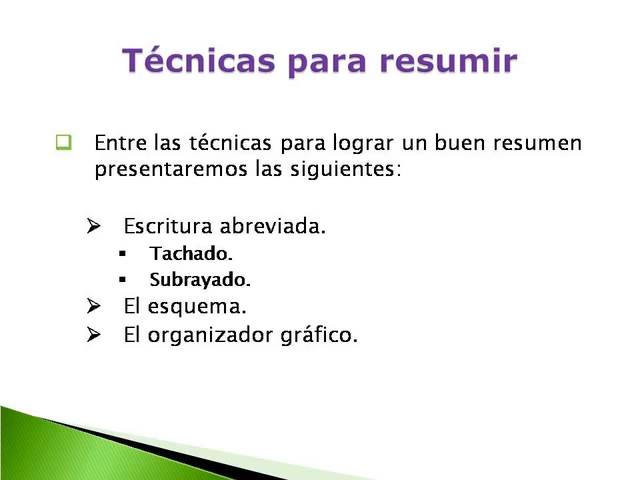 Técnicas para resumir
Entre las técnicas para lograr un buen resumen
presentaremos las siguientes:
Escritura abreviada.
Tachado.
Subrayado.
El esquema.
El organizador gráfico.